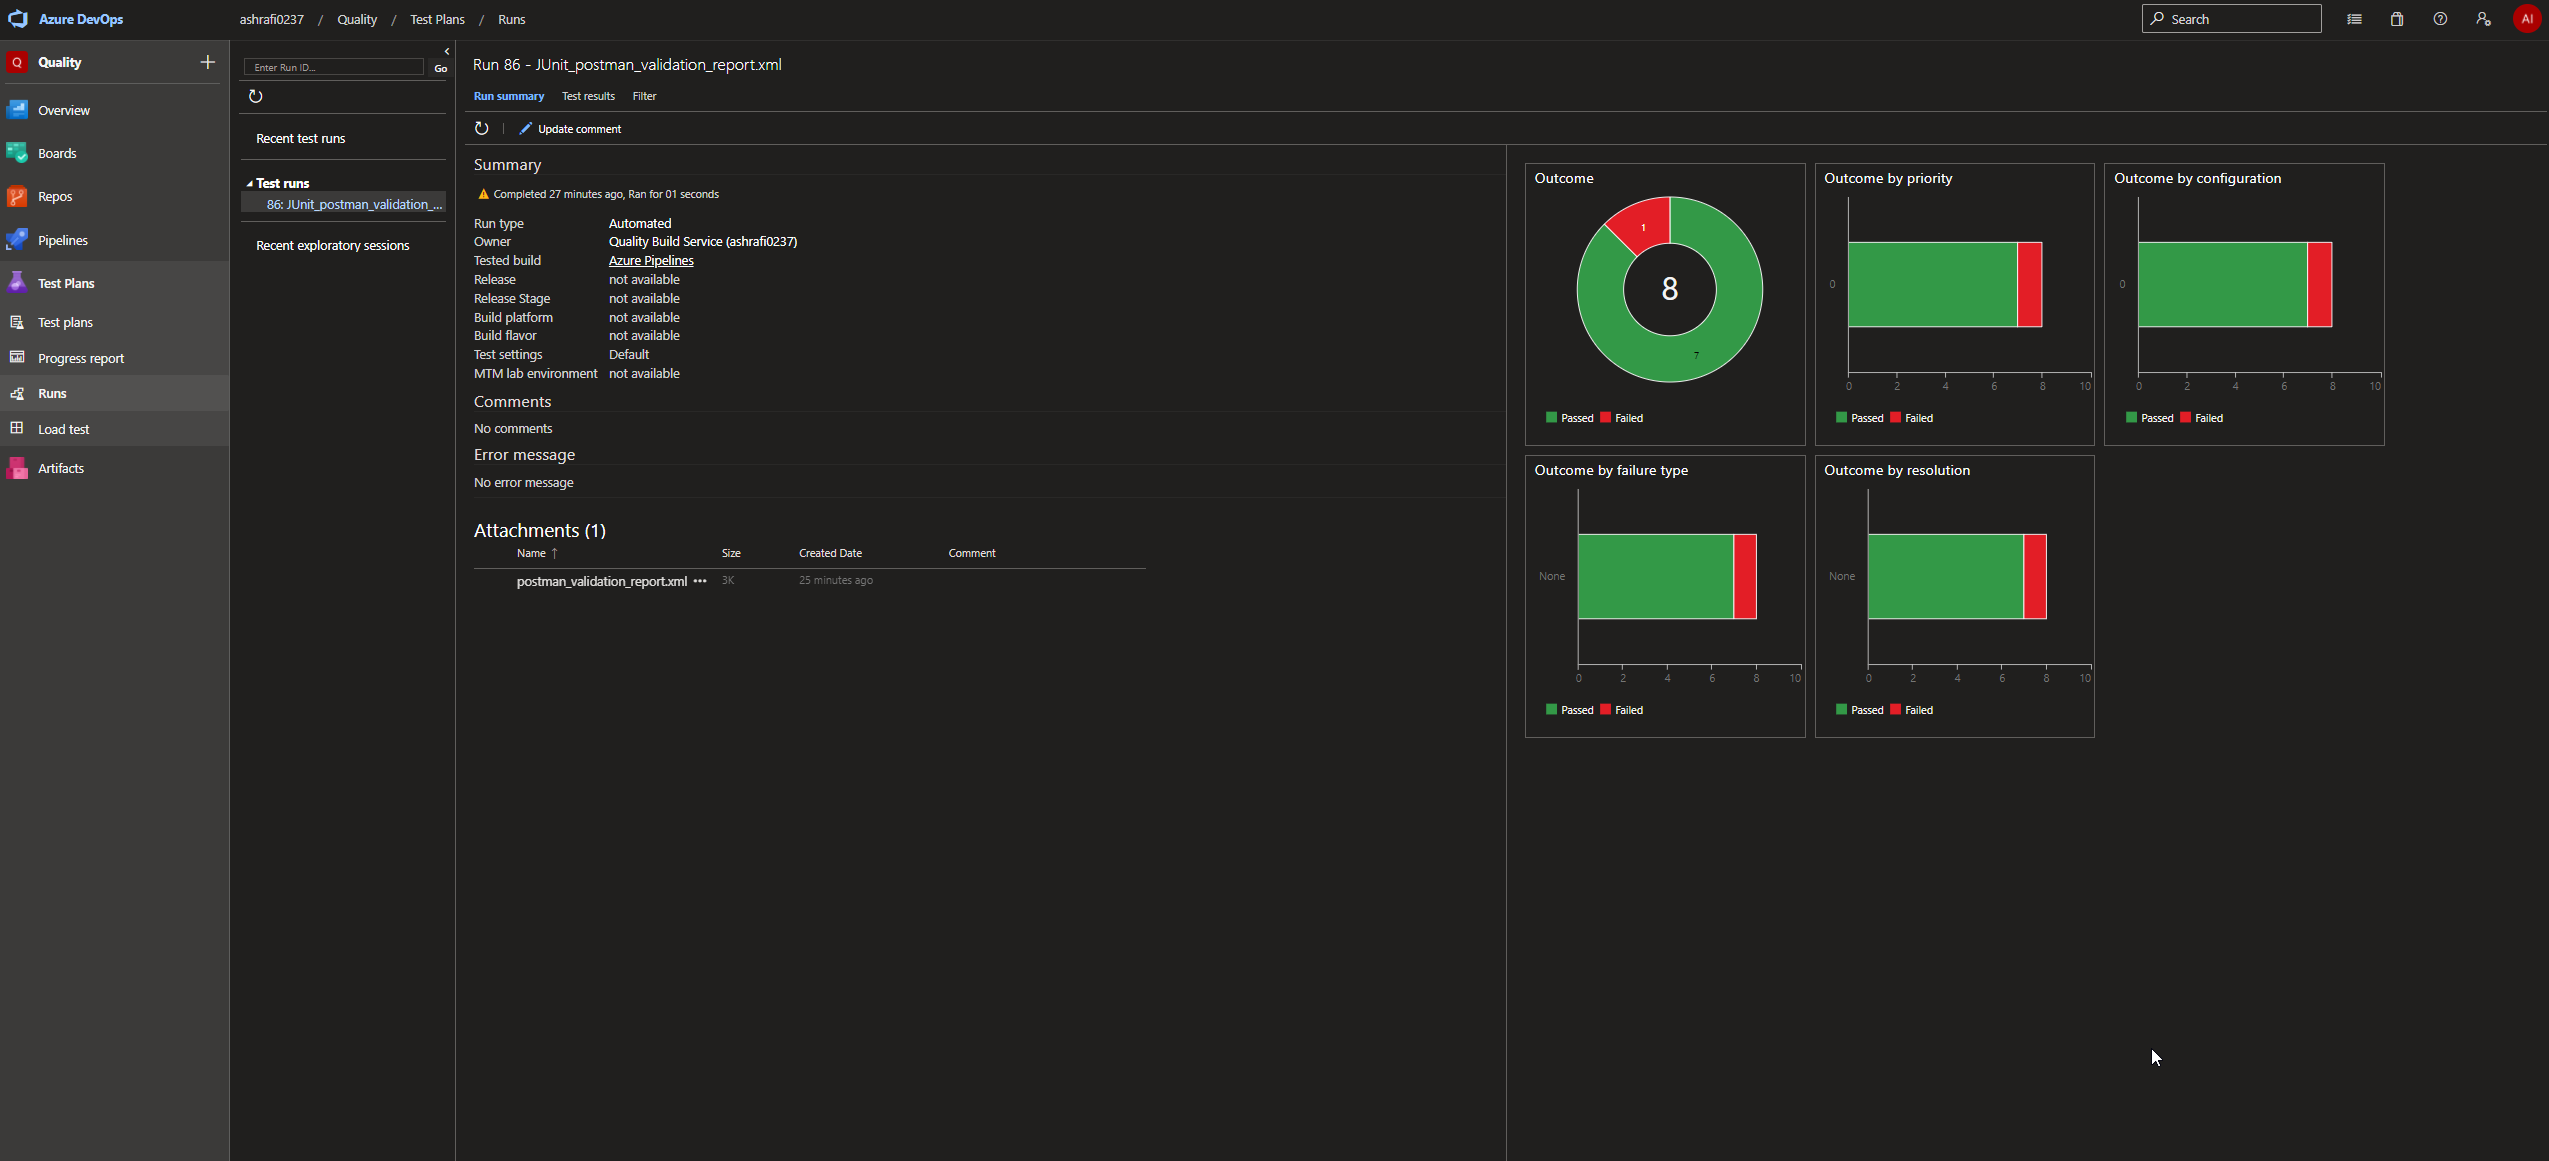 Azure DevOps
ashrafi0237 / Quality / Test Plans / Runs
Search
AI
Q Quality
Overview
Boards
Repos
Pipelines
Test Plans
Test plans
Progress report
Runs
Load test
Artifacts
Enter Run ID...
Go
Recent test runs
Test runs
86: JUnit_postman_validation_...
Recent exploratory sessions
Run 86 - JUnit_postman_validation_report.xml
Run summary Test results Filter
Update comment
Summary
Completed 27 minutes ago, Ran for 01 seconds
Run type Automated
Owner Quality Build Service (ashrafi0237)
Tested build Azure Pipelines
Release not available
Release Stage not available
Build platform not available
Build flavor not available
Test settings Default
MTM lab environment not available
Comments
No comments
Error message
No error message
Attachments (1)
Name ↑ Size Created Date Comment
postman_validation_report.xml ••• 3K 25 minutes ago
Outcome
1
8
7
Passed Failed
Outcome by priority
0
0 2 4 6 8 10
Passed Failed
Outcome by configuration
0
0 2 4 6 8 10
Passed Failed
Outcome by failure type
None
0 2 4 6 8 10
Passed Failed
Outcome by resolution
None
0 2 4 6 8 10
Passed Failed